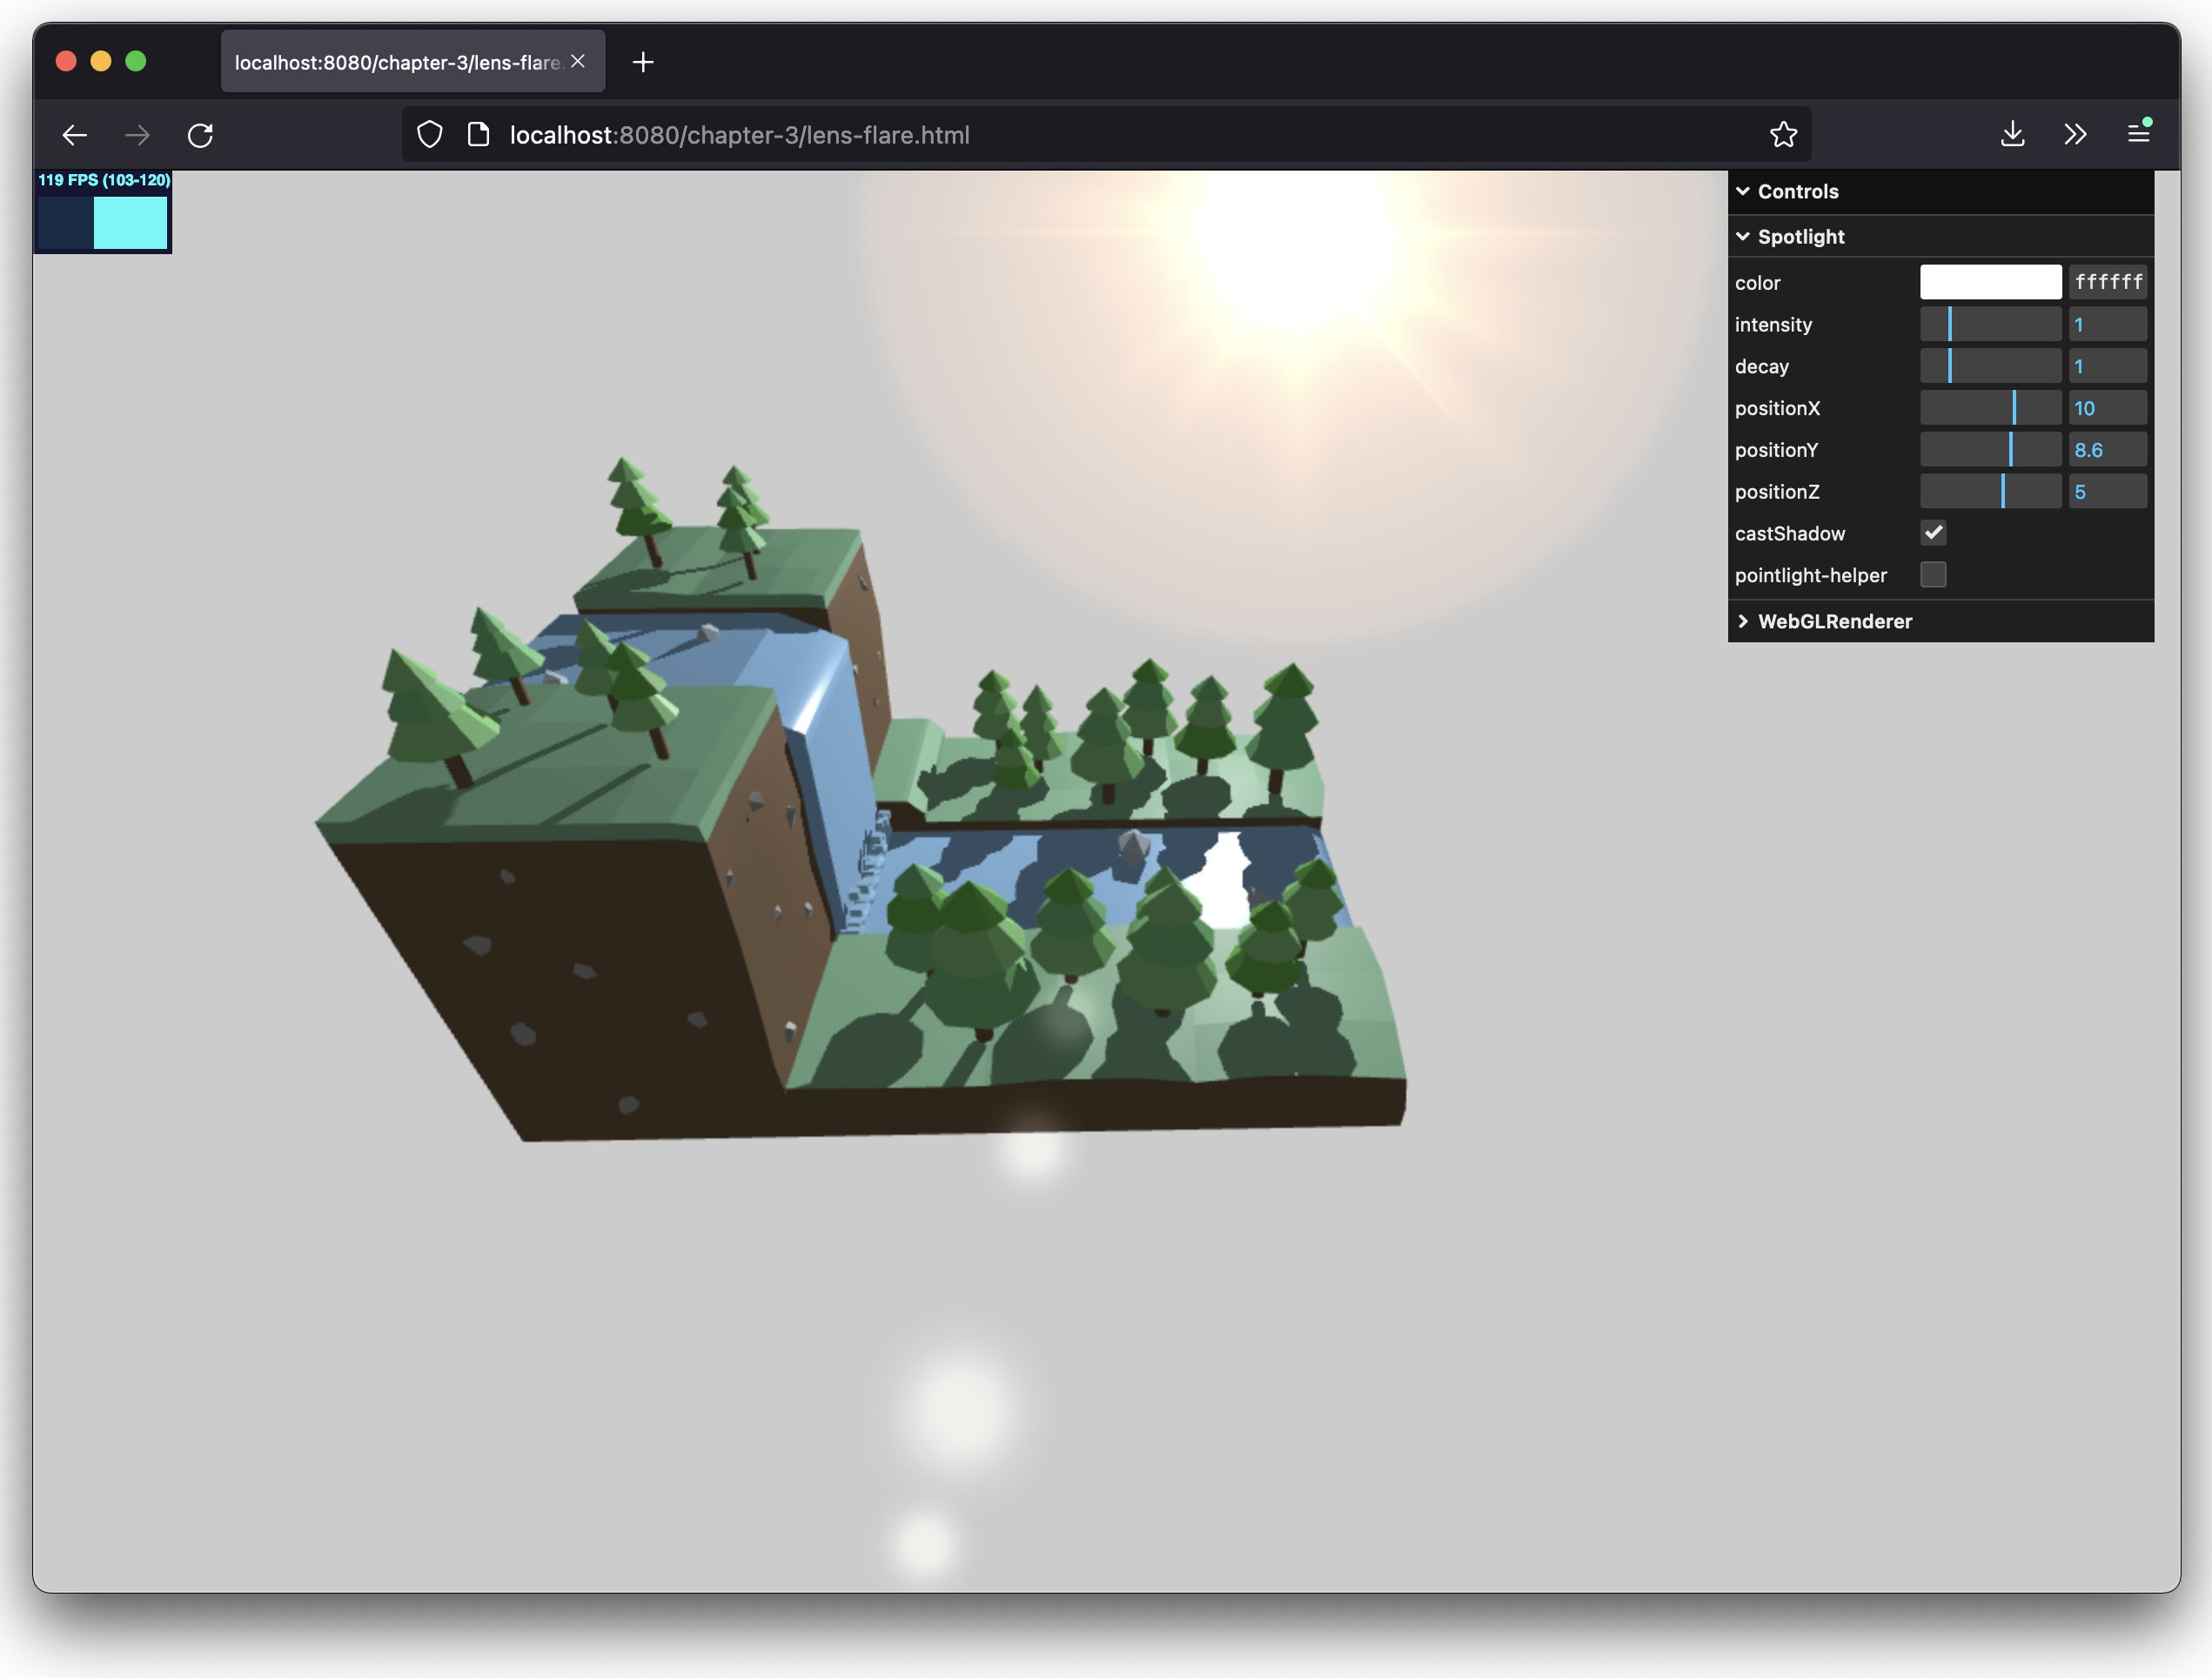 localhost:8080/chapter-3/lens-flare
localhost:8080/chapter-3/lens-flare.html
119 FPS (103-120)
Controls
Spotlight
color ffffff
intensity 1
decay 1
positionX 10
positionY 8.6
positionZ 5
castShadow
pointlight-helper
WebGLRenderer